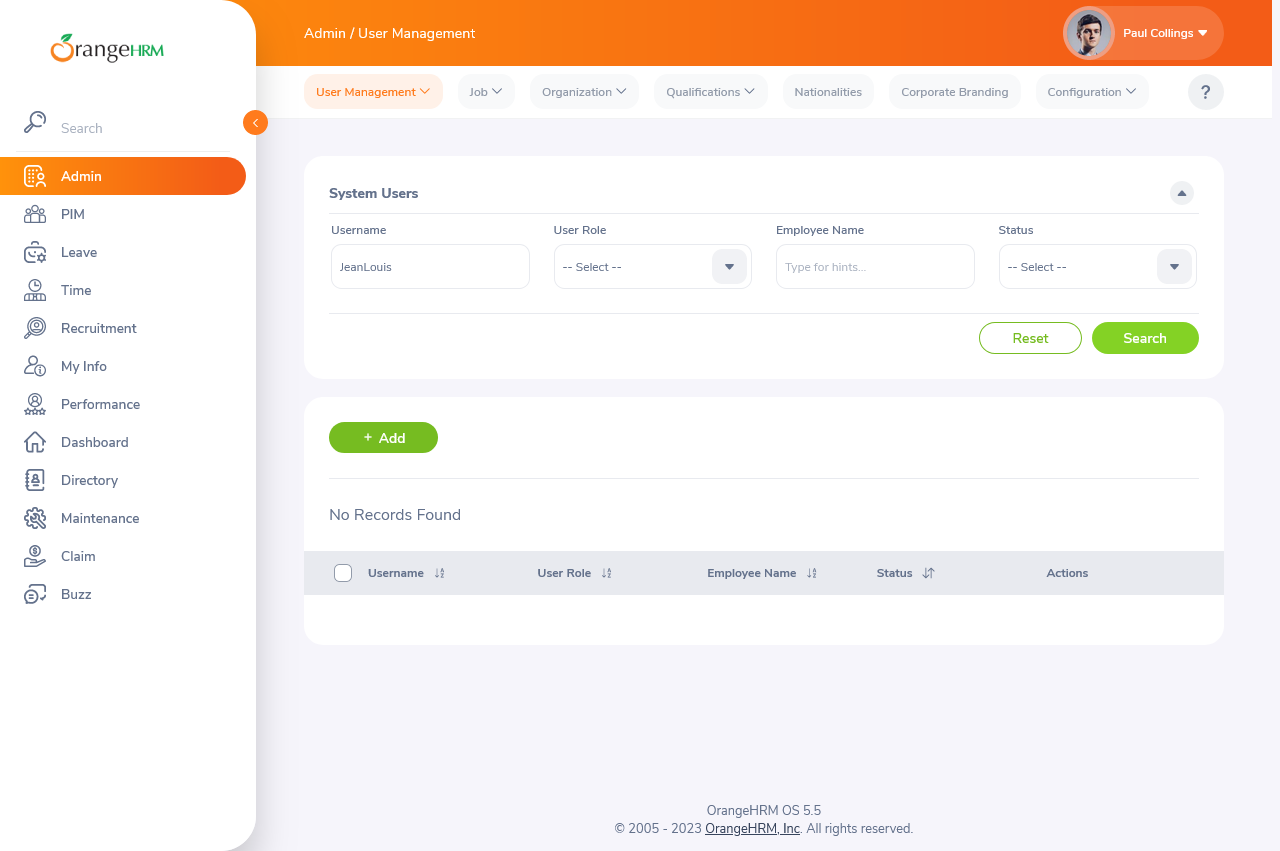 OrangeHRM
Admin / User Management
Paul Collings
User Management
Job
Organization
Qualifications
Nationalities
Corporate Branding
Configuration
?
Search
Admin
PIM
Leave
Time
Recruitment
My Info
Performance
Dashboard
Directory
Maintenance
Claim
Buzz
System Users
Username
User Role
Employee Name
Status
JeanLouis
-- Select --
Type for hints...
-- Select --
Reset
Search
+ Add
No Records Found
Username
User Role
Employee Name
Status
Actions
OrangeHRM OS 5.5
© 2005 - 2023 OrangeHRM, Inc. All rights reserved.